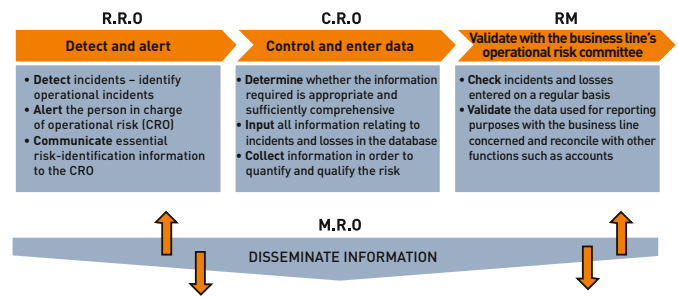 R.R.O
C.R.O
RM
Detect and alert
Control and enter data
Validate with the business line's
operational risk committee
• Detect incidents – identify
operational incidents
• Alert the person in charge
of operational risk (CRO)
• Communicate essential
risk-identification information
to the CRO
• Determine whether the information
required is appropriate and
sufficiently comprehensive
• Input all information relating to
incidents and losses in the database
• Collect information in order to
quantify and qualify the risk
• Check incidents and losses
entered on a regular basis
• Validate the data used for reporting
purposes with the business line
concerned and reconcile with other
functions such as accounts
M.R.O
DISSEMINATE INFORMATION